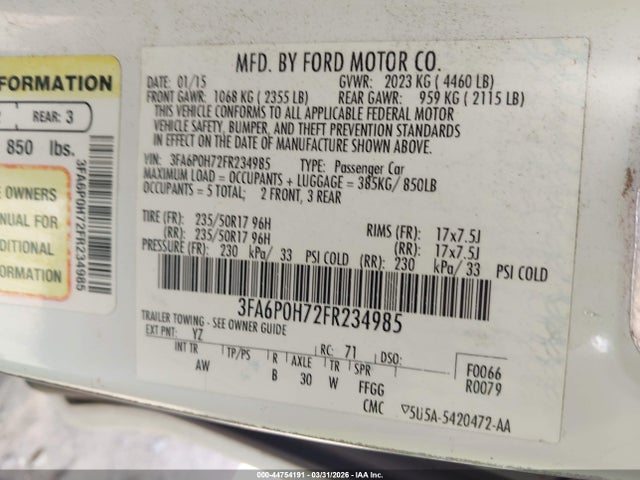 FORMATION
REAR: 3
850 lbs.
E OWNERS
ANUAL FOR
DDITIONAL
FORMATION
3FA6P0H72FR234985
MFD. BY FORD MOTOR CO.
DATE: 01/15 GVWR: 2023 KG ( 4460 LB)
FRONT GAWR: 1068 KG ( 2355 LB) REAR GAWR: 959 KG ( 2115 LB)
THIS VEHICLE CONFORMS TO ALL APPLICABLE FEDERAL MOTOR
VEHICLE SAFETY, BUMPER, AND THEFT PREVENTION STANDARDS
IN EFFECT ON THE DATE OF MANUFACTURE SHOWN ABOVE.
VIN: 3FA6P0H72FR234985 TYPE: Passenger Car
MAXIMUM LOAD = OCCUPANTS + LUGGAGE = 385KG/ 850LB
OCCUPANTS = 5 TOTAL; 2 FRONT, 3 REAR
TIRE (FR): 235/50R17 96H RIMS (FR): 17x7.5J
(RR): 235/50R17 96H (RR): 17x7.5J
PRESSURE (FR): 230 kPa/ 33 PSI COLD (RR): 230 kPa/ 33 PSI COLD
3FA6P0H72FR234985
TRAILER TOWING - SEE OWNER GUIDE
EXT PNT: YZ RC: 71 DSO: F0066
INT TR TP/PS R AXLE TR SPR R0079
AW B 30 W FFGG
CMC ▽5U5A-5420472-AA
000-44754191 - 03/31/2026 - IAA Inc.